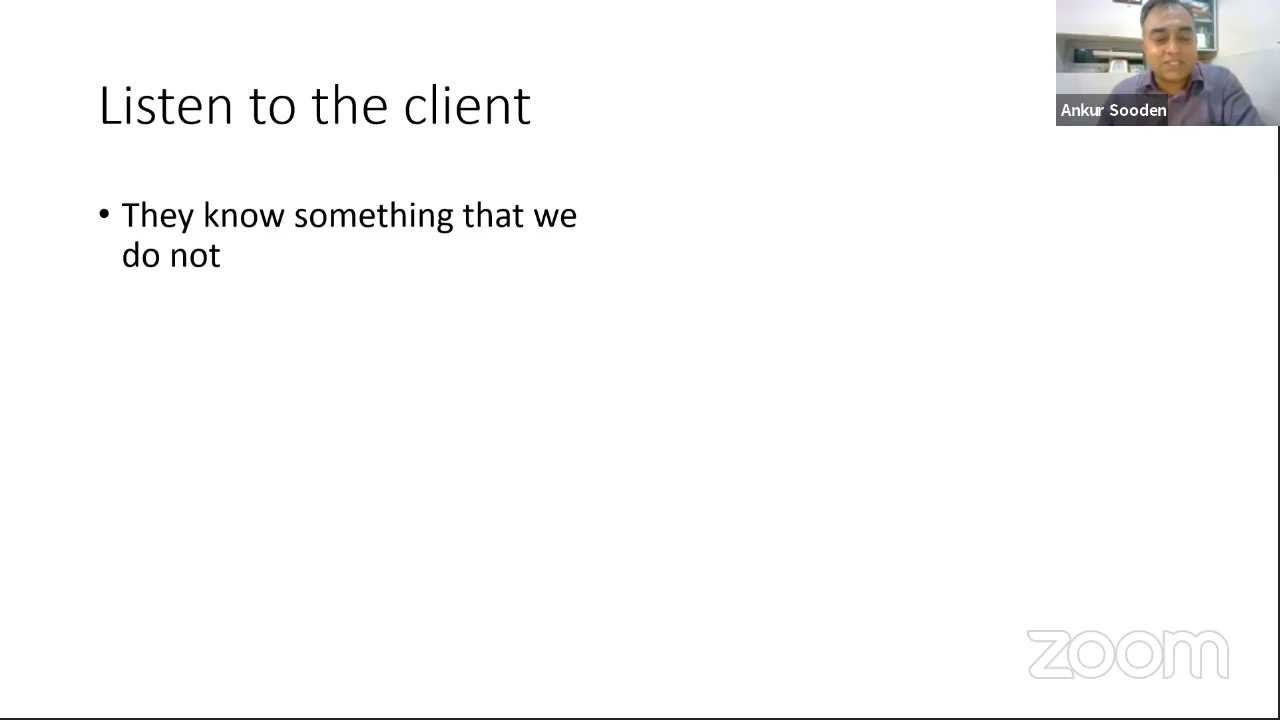 Listen to the client
Ankur Sooden
• They know something that we
do not
zoom